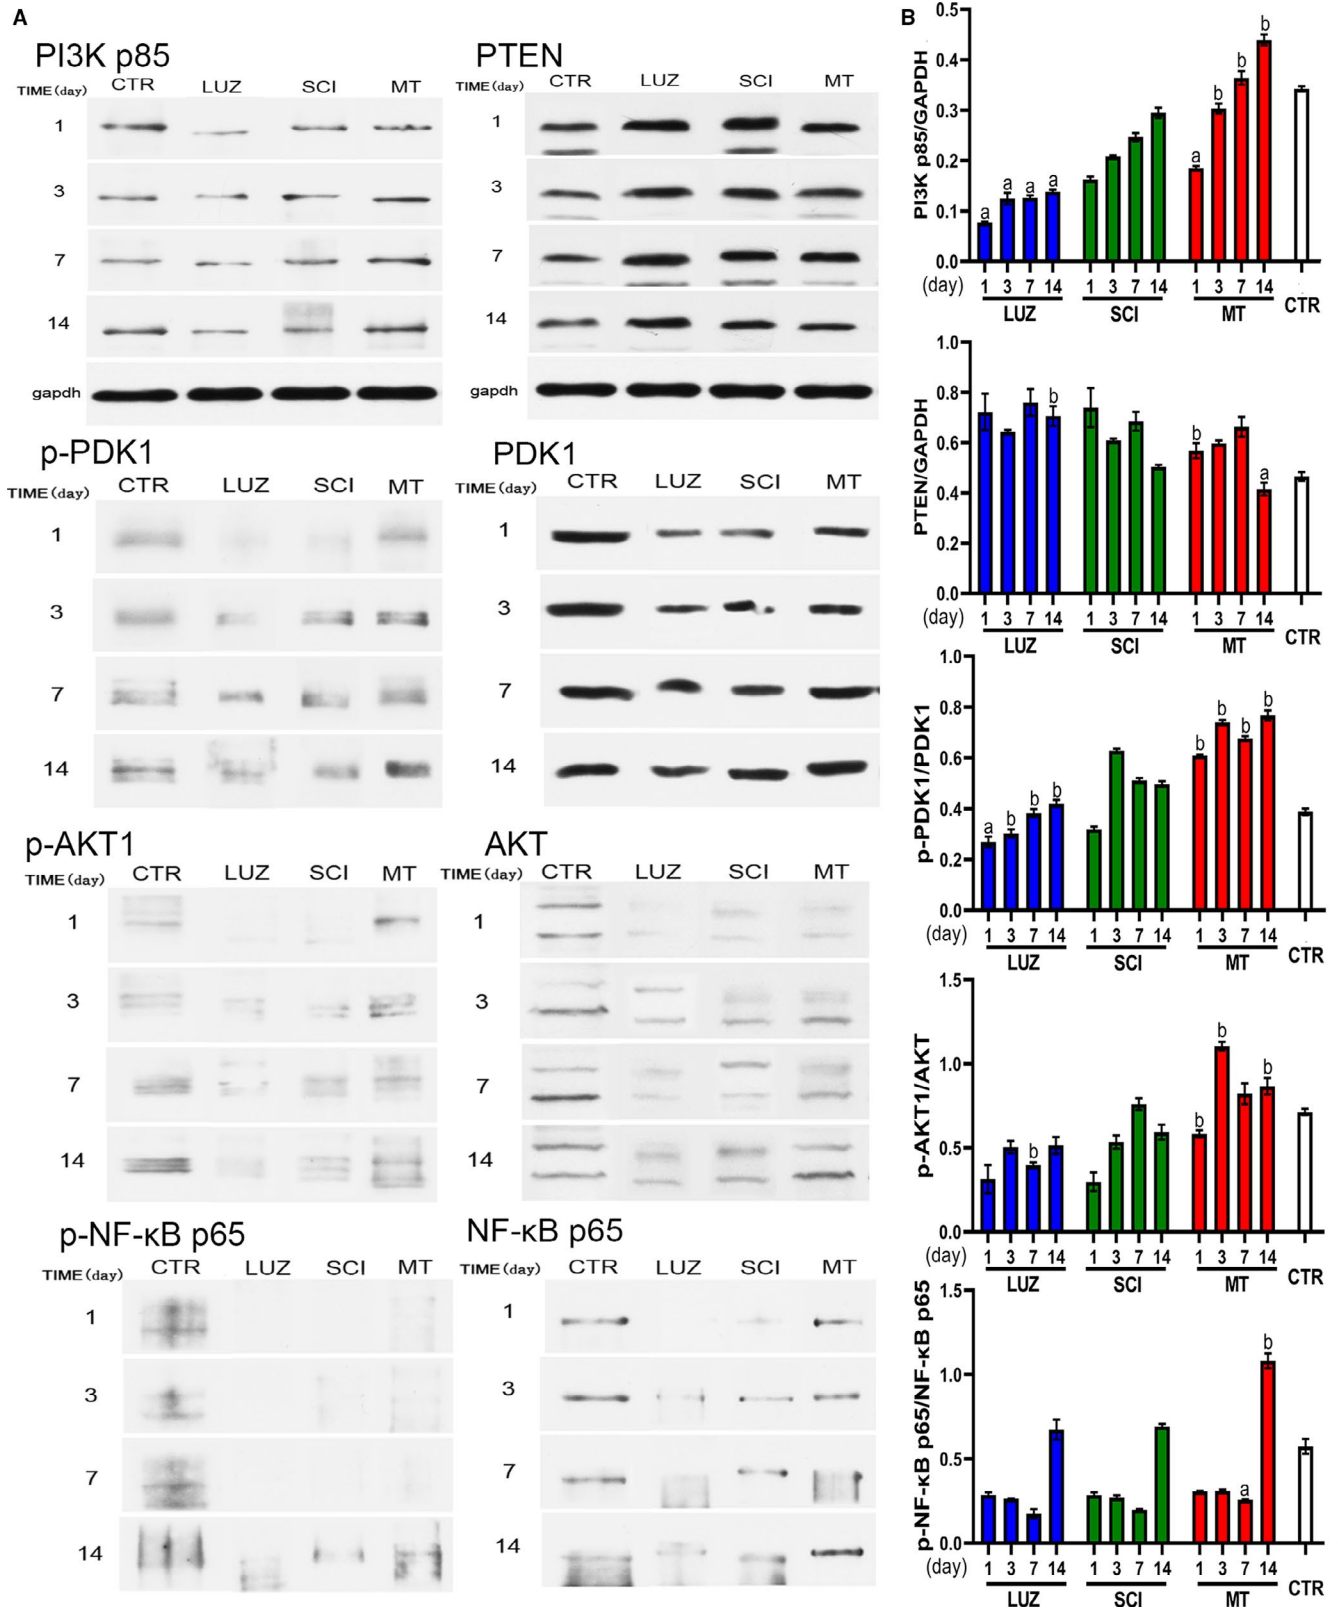 A
PI3K p85
TIME(day) CTR LUZ SCI MT
1
3
7
14
gapdh
PTEN
TIME(day) CTR LUZ SCI MT
1
3
7
14
gapdh
p-PDK1
TIME(day) CTR LUZ SCI MT
1
3
7
14
PDK1
TIME(day) CTR LUZ SCI MT
1
3
7
14
p-AKT1
TIME(day) CTR LUZ SCI MT
1
3
7
14
AKT
TIME(day) CTR LUZ SCI MT
1
3
7
14
p-NF-κB p65
TIME(day) CTR LUZ SCI MT
1
3
7
14
NF-κB p65
TIME(day) CTR LUZ SCI MT
1
3
7
14
B
PI3K p85/GAPDH
0.5
0.4
0.3
0.2
0.1
0.0
a a a a a b b b
(day) 1 3 7 14 1 3 7 14 1 3 7 14
LUZ SCI MT CTR
PTEN/GAPDH
1.0
0.8
0.6
0.4
0.2
0.0
b b a
(day) 1 3 7 14 1 3 7 14 1 3 7 14
LUZ SCI MT CTR
p-PDK1/PDK1
1.0
0.8
0.6
0.4
0.2
0.0
a b b b b b b b
(day) 1 3 7 14 1 3 7 14 1 3 7 14
LUZ SCI MT CTR
p-AKT1/AKT
1.5
1.0
0.5
0.0
b b b b
(day) 1 3 7 14 1 3 7 14 1 3 7 14
LUZ SCI MT CTR
p-NF-κB p65/NF-κB p65
1.5
1.0
0.5
0.0
a b
(day) 1 3 7 14 1 3 7 14 1 3 7 14
LUZ SCI MT CTR